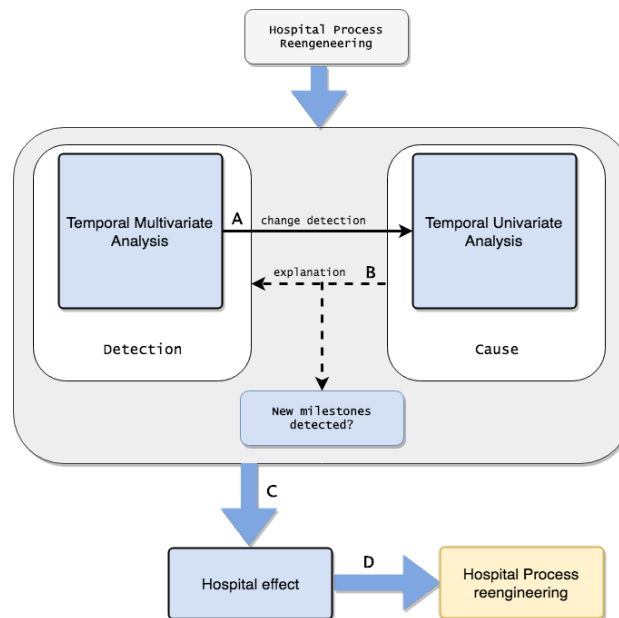 Hospital Process
Reengeneering
Temporal Multivariate
Analysis
A
change detection
Temporal Univariate
Analysis
explanation
B
Detection
Cause
New milestones
detected?
C
Hospital effect
D
Hospital Process
reengineering